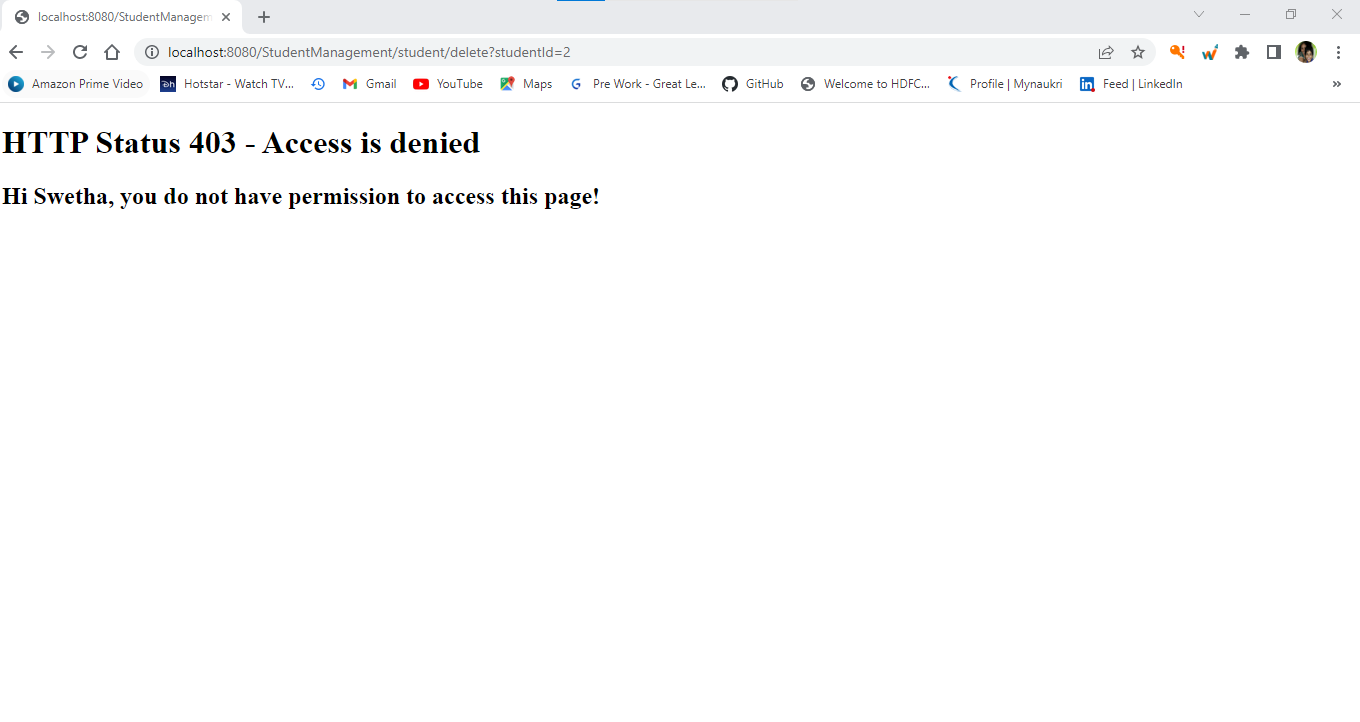 localhost:8080/StudentManagem
localhost:8080/StudentManagement/student/delete?studentId=2
Amazon Prime Video Hotstar - Watch TV... Gmail YouTube Maps G Pre Work - Great Le... GitHub Welcome to HDFC... Profile | Mynaukri in Feed | LinkedIn »
HTTP Status 403 - Access is denied
Hi Swetha, you do not have permission to access this page!